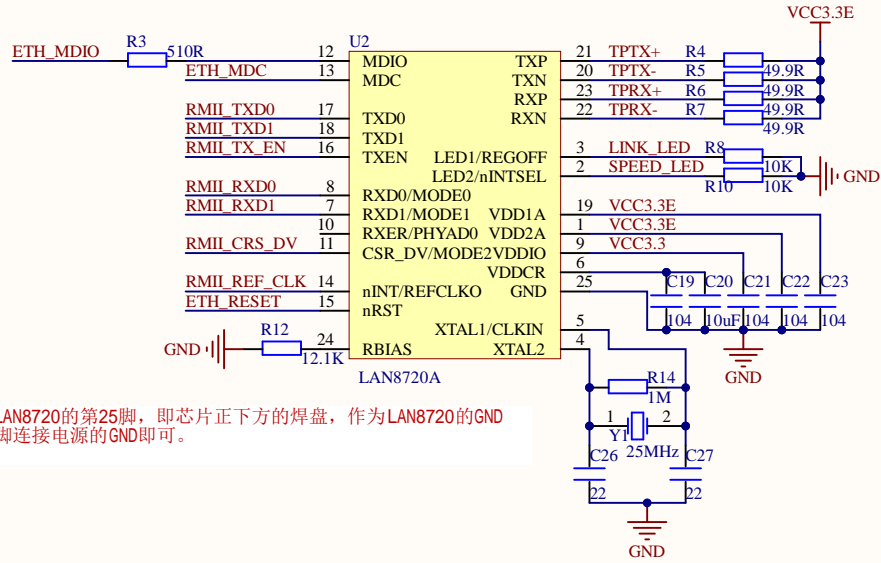 VCC3.3E
ETH_MDIO R3 510R 12 U2 MDIO TXP 21 TPTX+ R4 49.9R
ETH_MDC 13 MDC TXN 20 TPTX- R5 49.9R
RXP 23 TPRX+ R6 49.9R
RMII_TXD0 17 TXD0 RXN 22 TPRX- R7 49.9R
RMII_TXD1 18 TXD1
RMII_TX_EN 16 TXEN LED1/REGOFF 3 LINK_LED R8 10K
LED2/nINTSEL 2 SPEED_LED R10 10K GND
RMII_RXD0 8 RXD0/MODE0
RMII_RXD1 7 RXD1/MODE1 VDD1A 19 VCC3.3E
10 RXER/PHYAD0 VDD2A 1 VCC3.3E
RMII_CRS_DV 11 CSR_DV/MODE2 VDDIO 9 VCC3.3
VDDCR 6
RMII_REF_CLK 14 nINT/REFCLKO GND 25 C19 C20 C21 C22 C23
ETH_RESET 15 nRST
104 10uF 104 104 104
XTAL1/CLKIN 5
GND R12 12.1K 24 RBIAS XTAL2 4
GND
LAN8720A
R14
1M
LAN8720的第25脚，即芯片正下方的焊盘，作为LAN8720的GND
脚连接电源的GND即可。
1 Y1 2
25MHz
C26 C27
22 22
GND